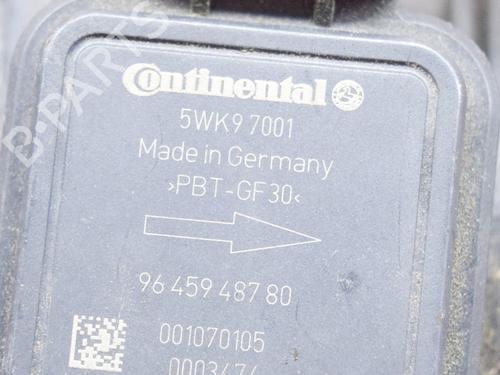 B-PARTS
Continental
5WK9 7001
Made in Germany
›PBT-GF30‹
96 459 487 80
001070105